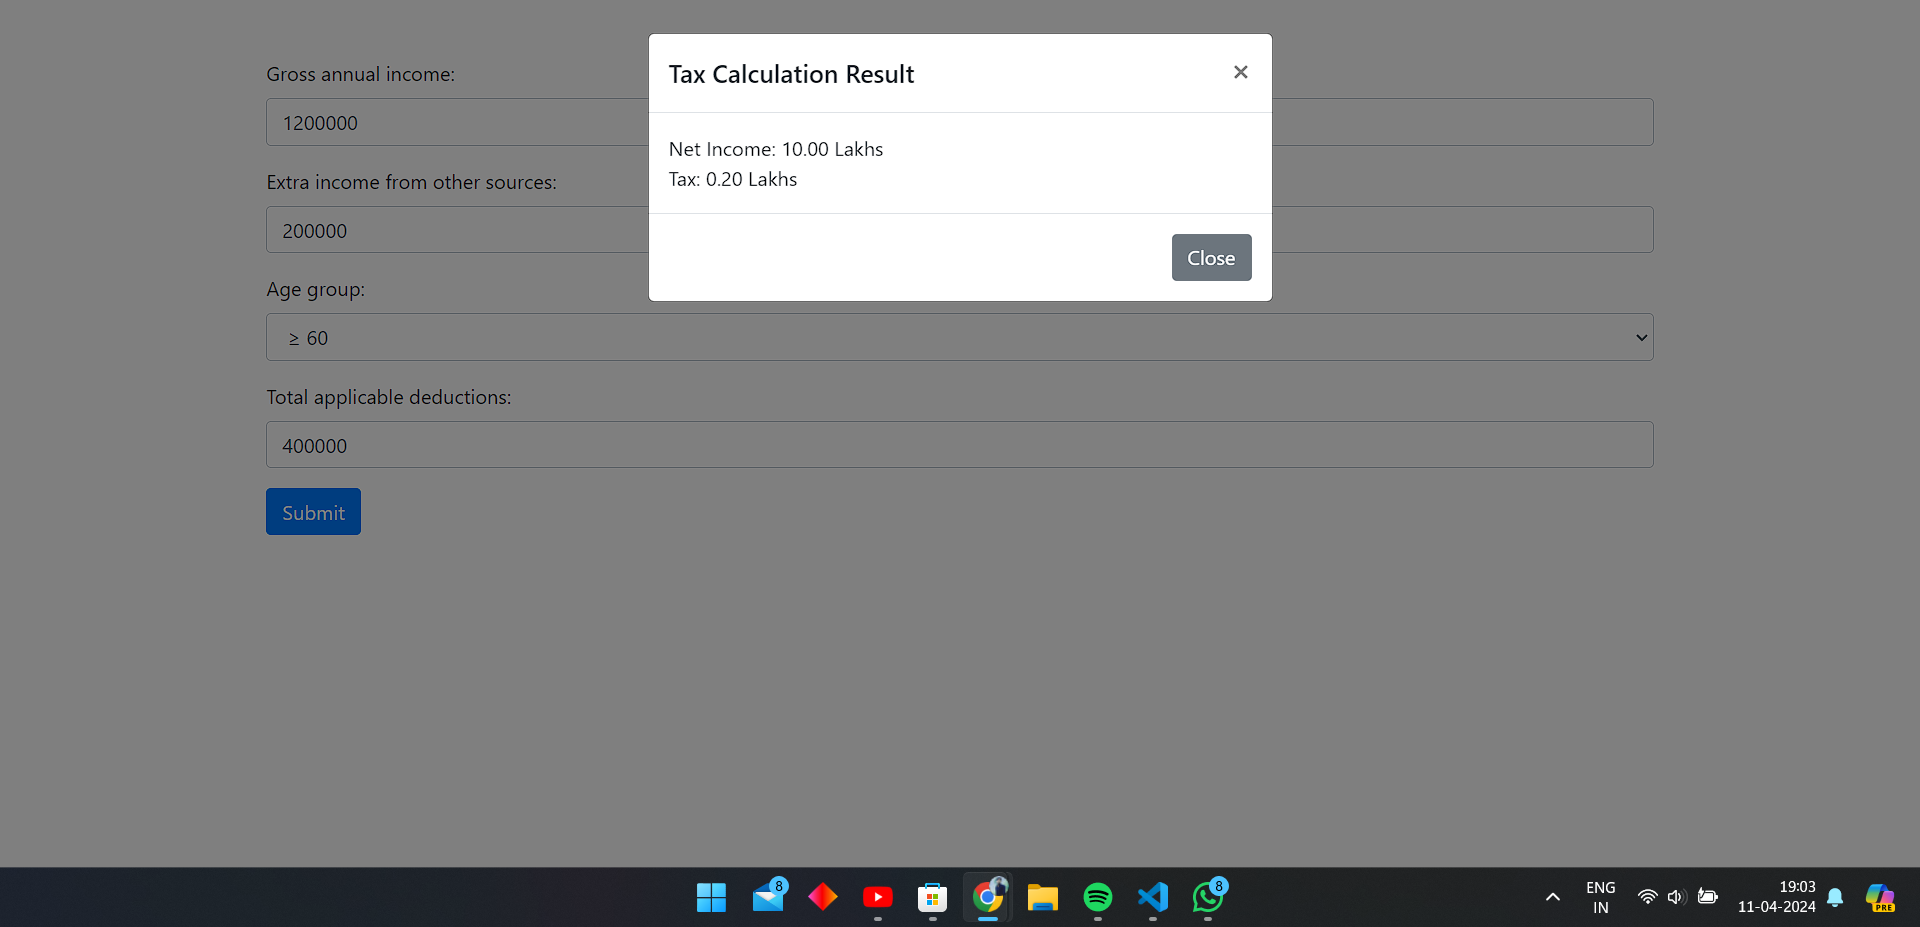 Tax Calculation Result
×
Net Income: 10.00 Lakhs
Tax: 0.20 Lakhs
Close
Gross annual income:
1200000
Extra income from other sources:
200000
Age group:
≥ 60
Total applicable deductions:
400000
Submit
8
8
ENG
IN
19:03
11-04-2024
PRE